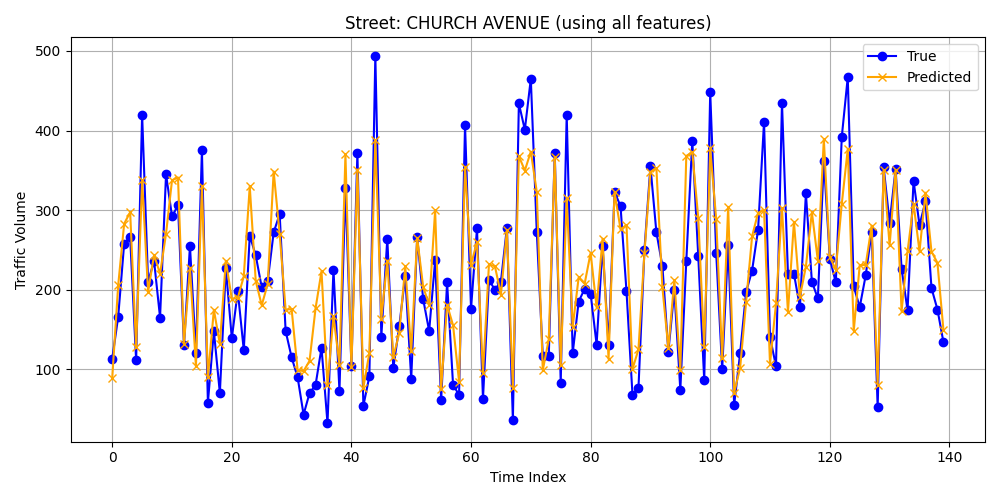 Street: CHURCH AVENUE (using all features)
True
Predicted
Traffic Volume
500
400
300
200
100
0 20 40 60 80 100 120 140
Time Index